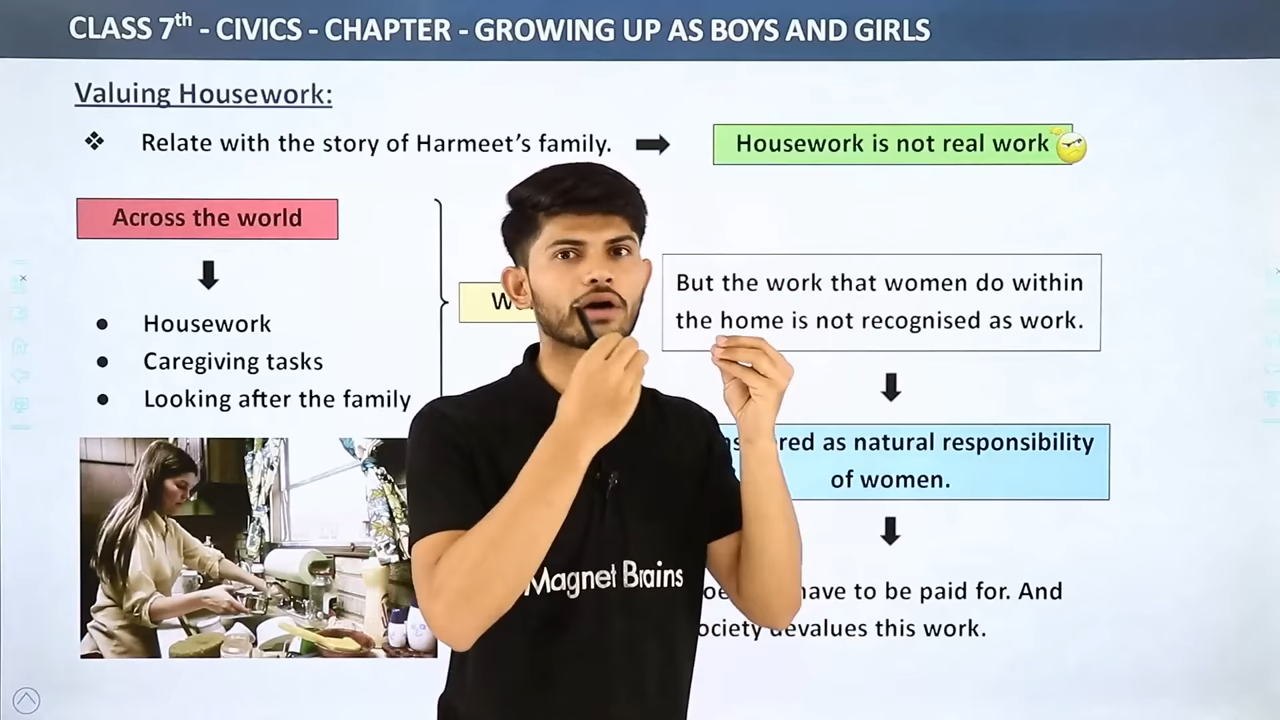 CLASS 7th - CIVICS - CHAPTER - GROWING UP AS BOYS AND GIRLS
Valuing Housework:
Relate with the story of Harmeet's family.
Housework is not real work
Across the world
Housework
Caregiving tasks
Looking after the family
But the work that women do within
the home is not recognised as work.
as natural responsibility
of women.
have to be paid for. And
devalues this work.
Magnet Brains